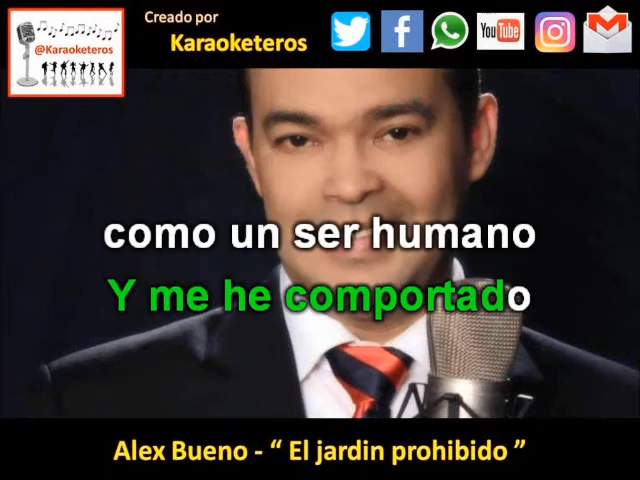 Creado por
Karaoketeros
@Karaoketeros
You Tube
como un ser humano
Y me he comportado
Alex Bueno - “ El jardin prohibido ”